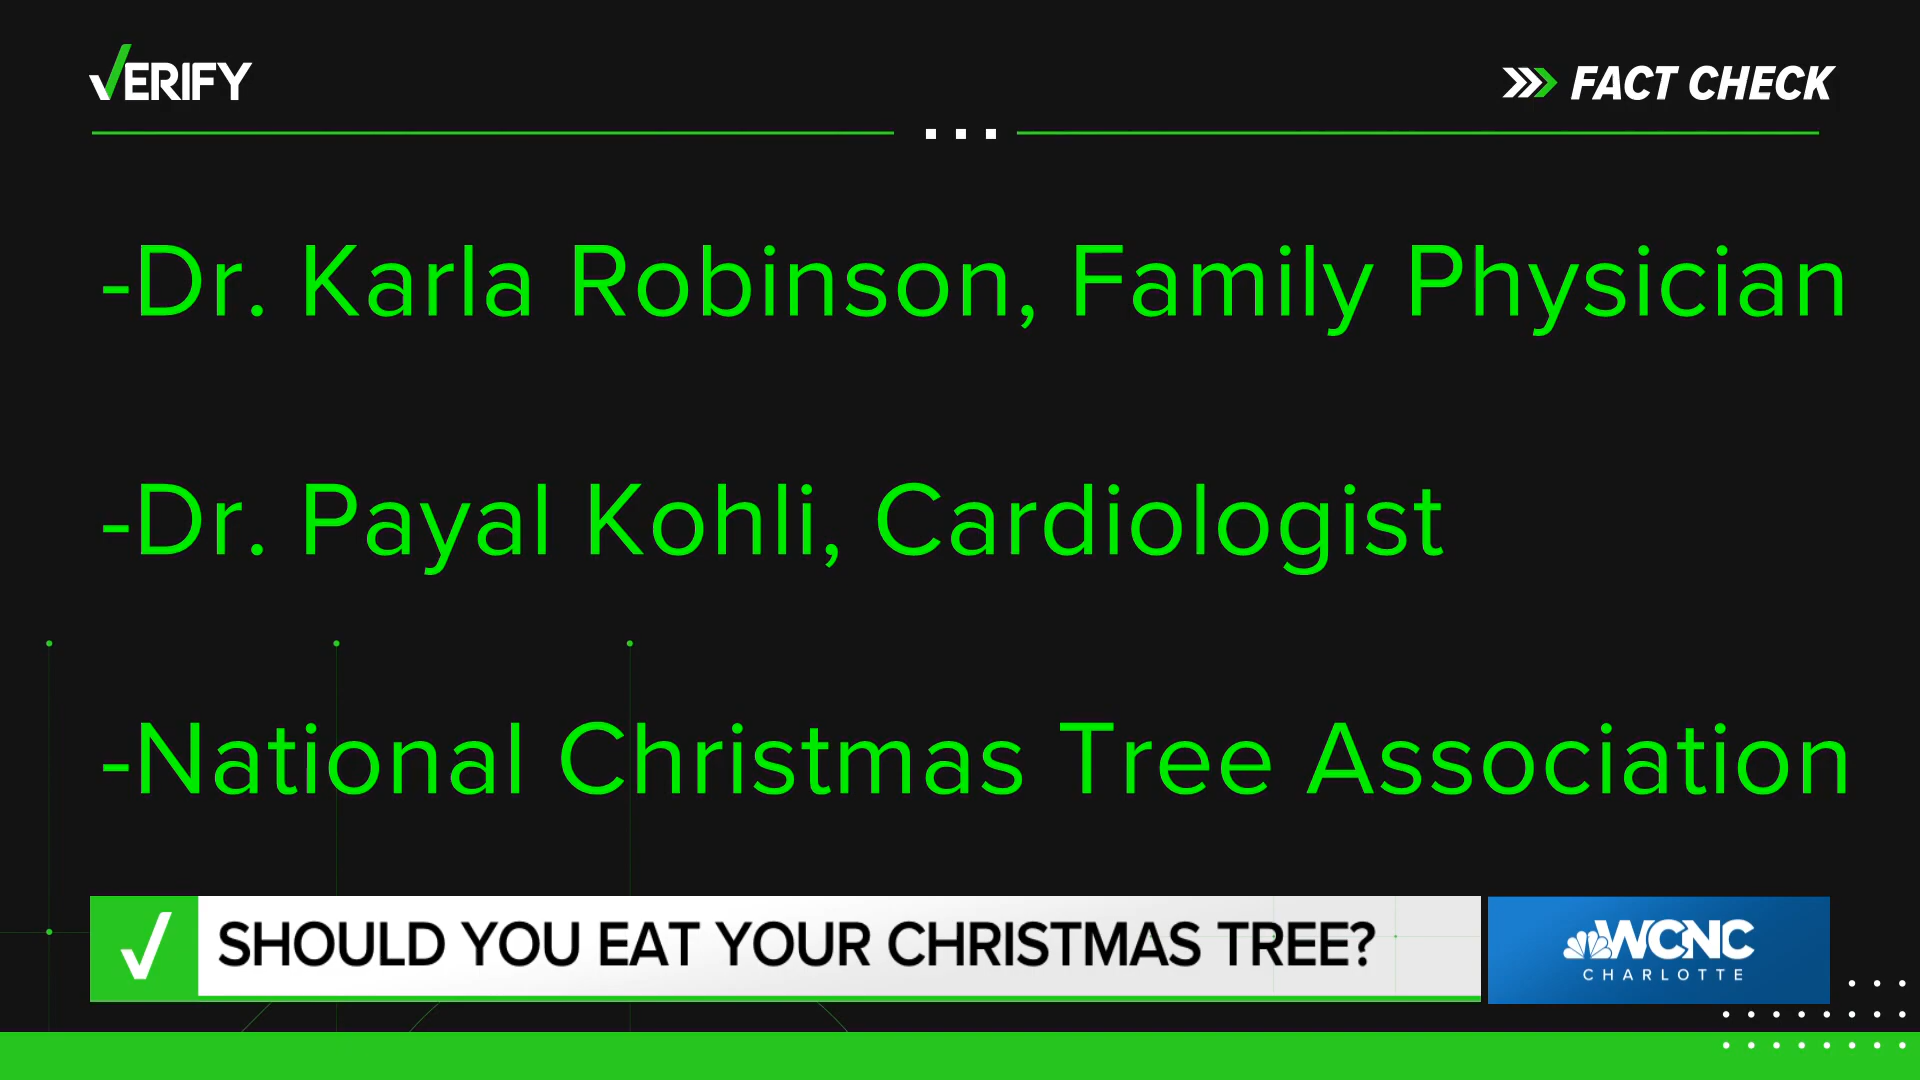 VERIFY
FACT CHECK
-Dr. Karla Robinson, Family Physician
-Dr. Payal Kohli, Cardiologist
-National Christmas Tree Association
SHOULD YOU EAT YOUR CHRISTMAS TREE?
WCNC
CHARLOTTE